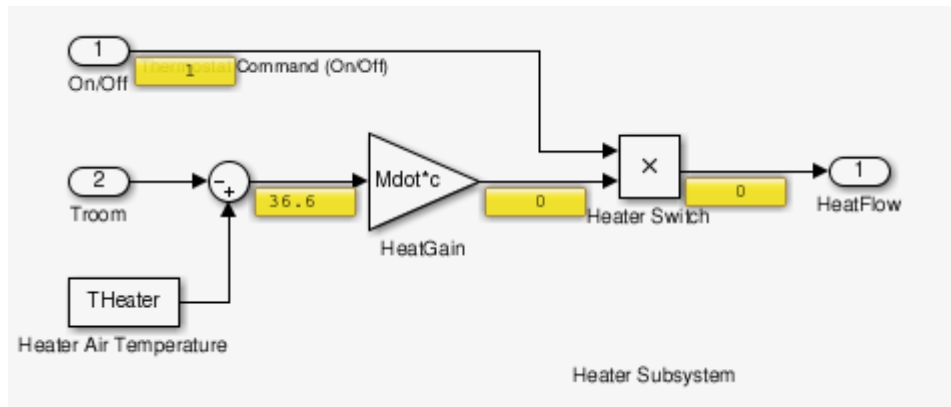 1
On/Off
1
Thermostat Command (On/Off)
2
Troom
36.6
Mdot*c
HeatGain
0
×
Heater Switch
0
1
HeatFlow
THeater
Heater Air Temperature
Heater Subsystem